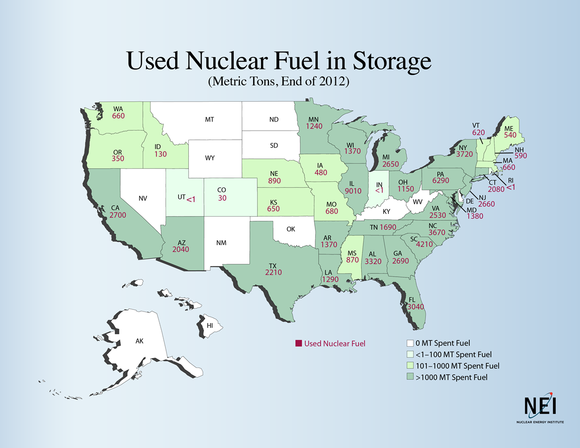 Used Nuclear Fuel in Storage
(Metric Tons, End of 2012)
WA
660
OR
350
ID
130
MT
ND
SD
WY
NE
890
KS
650
CA
2700
NV
UT <1
CO
30
AZ
2040
NM
OK
TX
2210
MN
1240
IA
480
MO
680
AR
1370
LA
1290
WI
1370
IL
9010
MI
2650
IN
<1
OH
1150
KY
WV
TN 1690
MS
870
AL
3320
GA
2690
FL
3040
SC
4210
NC
3670
VA
2530
PA
6290
NY
3720
VT
620
ME
540
NH
590
MA
660
RI
<1
CT
2080
NJ
2660
DE
MD
1380
AK
HI
Used Nuclear Fuel
0 MT Spent Fuel
<1–100 MT Spent Fuel
101–1000 MT Spent Fuel
>1000 MT Spent Fuel
NEI
NUCLEAR ENERGY INSTITUTE